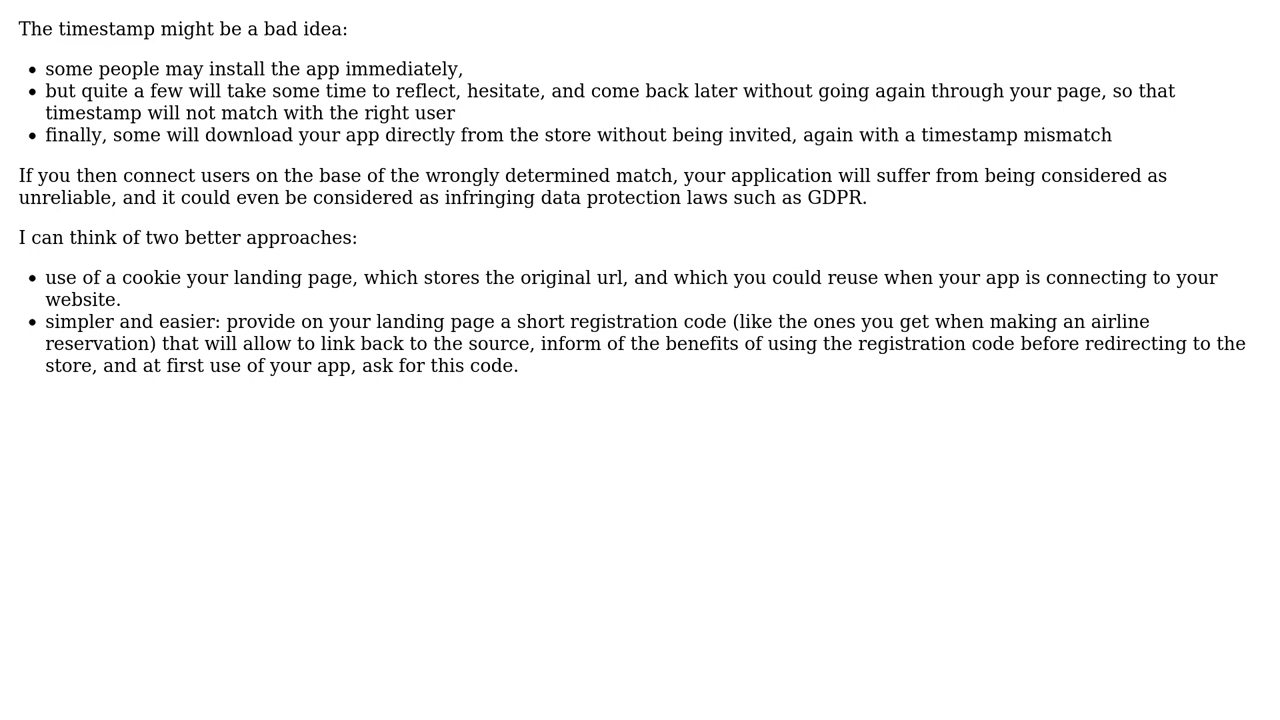 The timestamp might be a bad idea:
• some people may install the app immediately,
• but quite a few will take some time to reflect, hesitate, and come back later without going again through your page, so that
timestamp will not match with the right user
• finally, some will download your app directly from the store without being invited, again with a timestamp mismatch
If you then connect users on the base of the wrongly determined match, your application will suffer from being considered as
unreliable, and it could even be considered as infringing data protection laws such as GDPR.
I can think of two better approaches:
• use of a cookie your landing page, which stores the original url, and which you could reuse when your app is connecting to your
website.
• simpler and easier: provide on your landing page a short registration code (like the ones you get when making an airline
reservation) that will allow to link back to the source, inform of the benefits of using the registration code before redirecting to the
store, and at first use of your app, ask for this code.